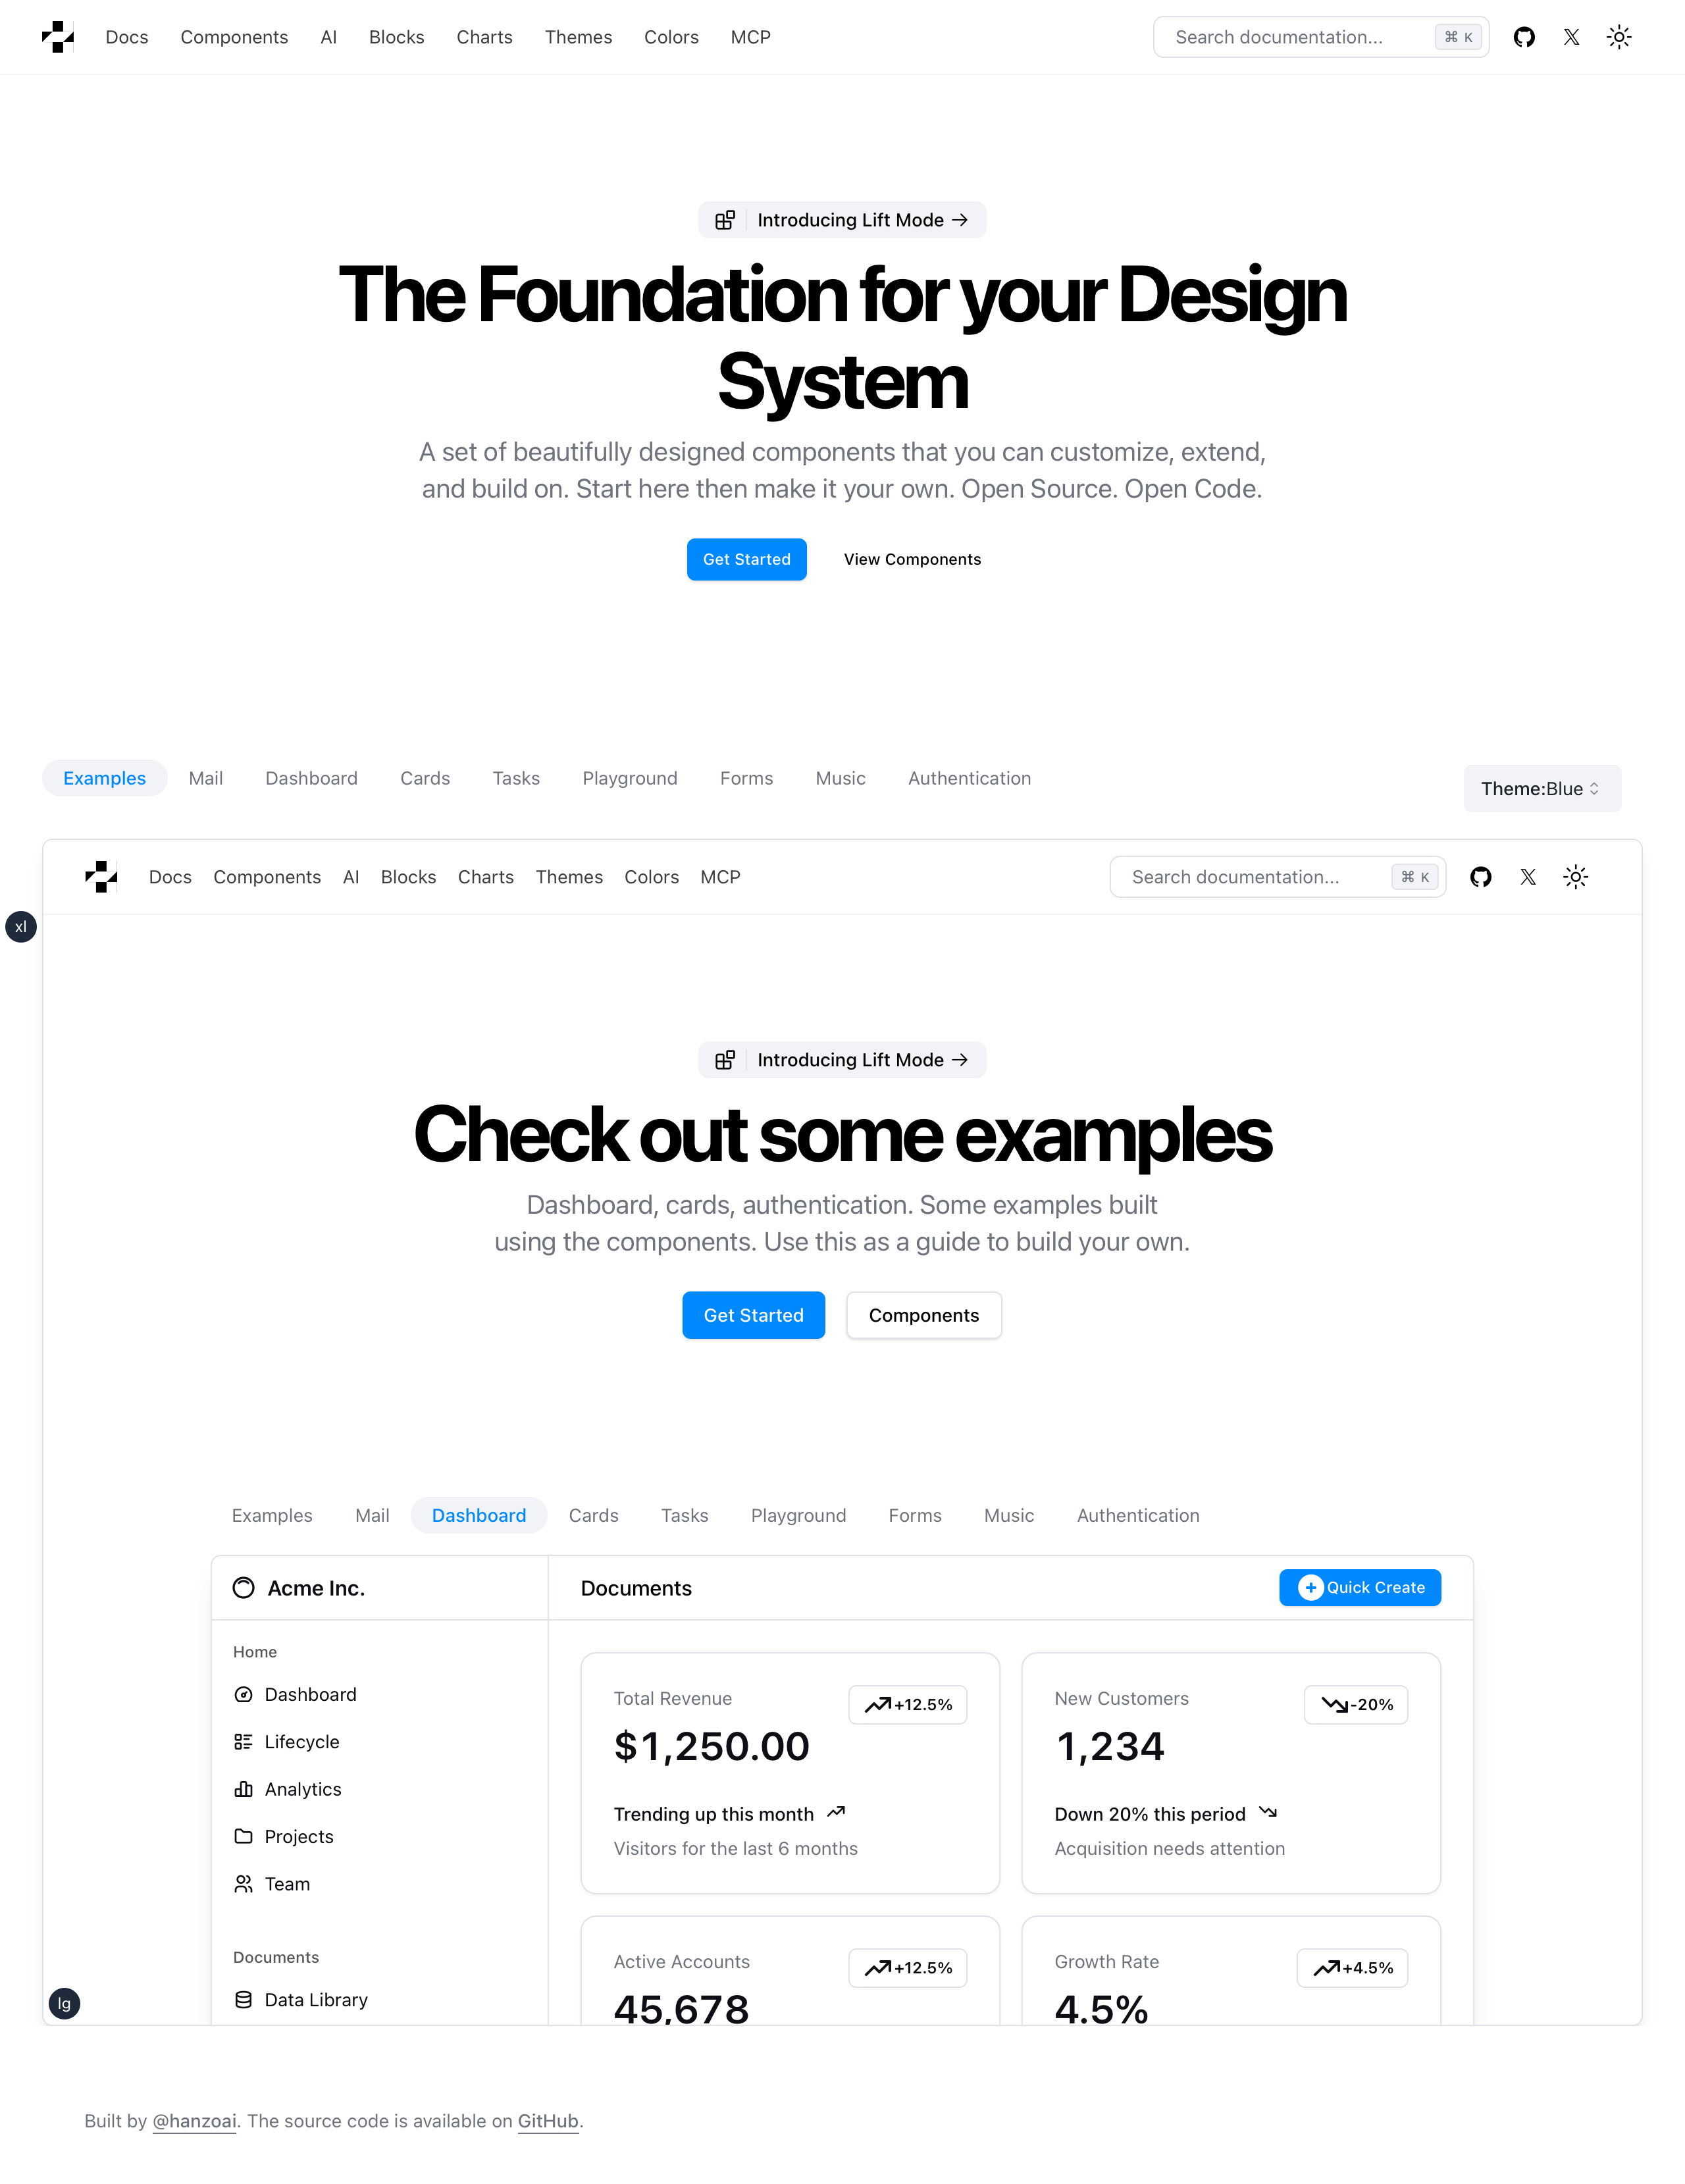 Docs Components AI Blocks Charts Themes Colors MCP Search documentation... ⌘ K
Introducing Lift Mode →
The Foundation for your Design
System
A set of beautifully designed components that you can customize, extend,
and build on. Start here then make it your own. Open Source. Open Code.
Get Started View Components
Examples Mail Dashboard Cards Tasks Playground Forms Music Authentication Theme:Blue
Docs Components AI Blocks Charts Themes Colors MCP Search documentation... ⌘ K
xl
Introducing Lift Mode →
Check out some examples
Dashboard, cards, authentication. Some examples built
using the components. Use this as a guide to build your own.
Get Started Components
Examples Mail Dashboard Cards Tasks Playground Forms Music Authentication
Acme Inc.
Home
Dashboard
Lifecycle
Analytics
Projects
Team
Documents
Data Library
Documents Quick Create
Total Revenue +12.5%
$1,250.00
Trending up this month
Visitors for the last 6 months
New Customers -20%
1,234
Down 20% this period
Acquisition needs attention
Active Accounts +12.5%
45,678
Growth Rate +4.5%
4.5%
lg
Built by @hanzoai. The source code is available on GitHub.